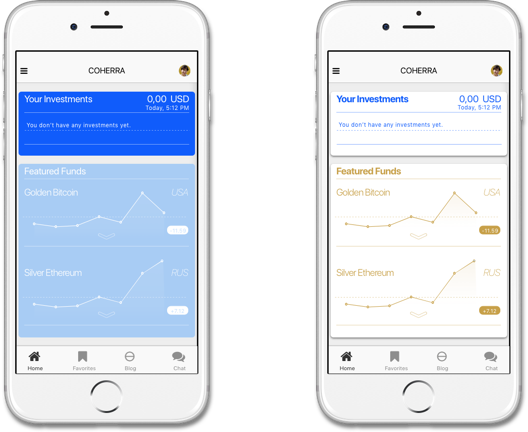 COHERRA
Your Investments 0,00 USD
Today, 5:12 PM
You don't have any investments yet.
Featured Funds
Golden Bitcoin USA
-11.59
Silver Ethereum RUS
+7.12
Home Favorites Blog Chat
COHERRA
Your Investments 0,00 USD
Today, 5:12 PM
You don't have any investments yet.
Featured Funds
Golden Bitcoin USA
-11.59
Silver Ethereum RUS
+7.12
Home Favorites Blog Chat